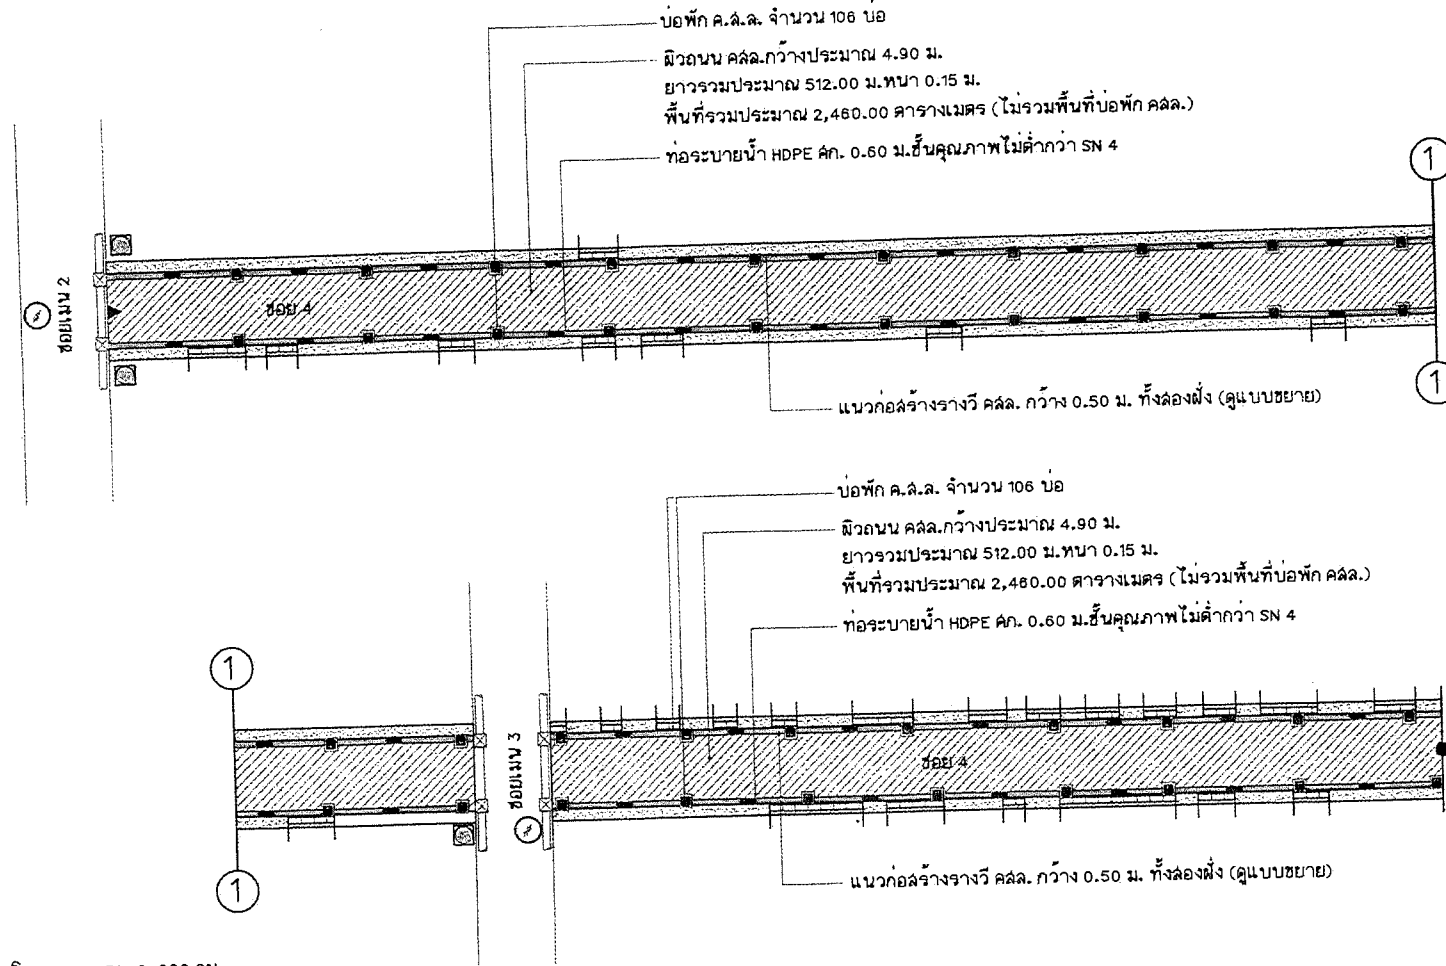 บ่อพัก ค.ส.ล. จำนวน 106 บ่อ
ผิวถนน คสล.กว้างประมาณ 4.90 ม.
ยาวรวมประมาณ 512.00 ม.หนา 0.15 ม.
พื้นที่รวมประมาณ 2,460.00 ตารางเมตร (ไม่รวมพื้นที่บ่อพัก คสล.)
ท่อระบายน้ำ HDPE ศก. 0.60 ม.ชั้นคุณภาพไม่ต่ำกว่า SN 4
1
ซอยเมน 2
ซอย 4
1
แนวก่อสร้างรางวี คสล. กว้าง 0.50 ม. ทั้งสองฝั่ง (ดูแบบขยาย)
บ่อพัก ค.ส.ล. จำนวน 106 บ่อ
ผิวถนน คสล.กว้างประมาณ 4.90 ม.
ยาวรวมประมาณ 512.00 ม.หนา 0.15 ม.
พื้นที่รวมประมาณ 2,460.00 ตารางเมตร (ไม่รวมพื้นที่บ่อพัก คสล.)
ท่อระบายน้ำ HDPE ศก. 0.60 ม.ชั้นคุณภาพไม่ต่ำกว่า SN 4
1
ซอยเมน 3
ซอย 4
1
แนวก่อสร้างรางวี คสล. กว้าง 0.50 ม. ทั้งสองฝั่ง (ดูแบบขยาย)